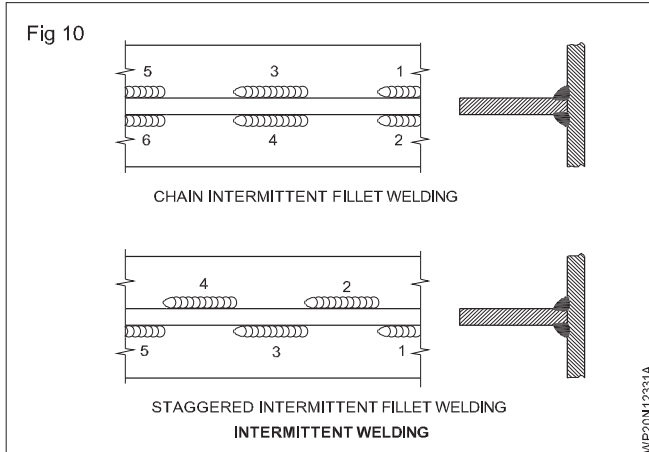 Fig 10
5 3 1
6 4 2
CHAIN INTERMITTENT FILLET WELDING
4 2
5 3 1
STAGGERED INTERMITTENT FILLET WELDING
INTERMITTENT WELDING
WP20N12331A